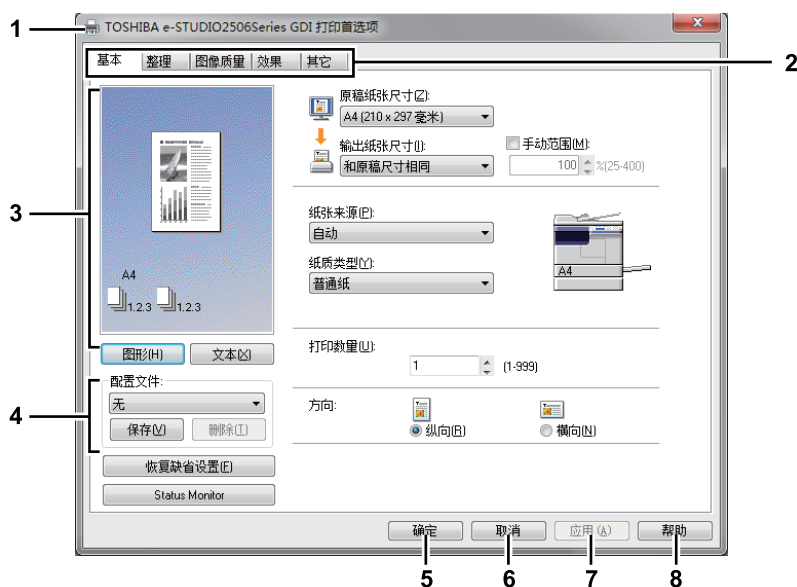 1
TOSHIBA e-STUDIO2506Series GDI 打印首选项
基本 整理 图像质量 效果 其它
2
3
A4
1.2.3 1.2.3
图形(H) 文本(X)
原稿纸张尺寸(Z):
A4 (210 x 297 毫米)
输出纸张尺寸(I):
和原稿尺寸相同
手动范围(M):
100 %(25-400)
纸张来源(P):
自动
纸质类型(Y):
普通纸
A4
打印数量(U):
1 (1-999)
方向:
纵向(R) 横向(N)
4
配置文件:
无
保存(V) 删除(T)
恢复缺省设置(F)
Status Monitor
确定 取消 应用(A) 帮助
5 6 7 8